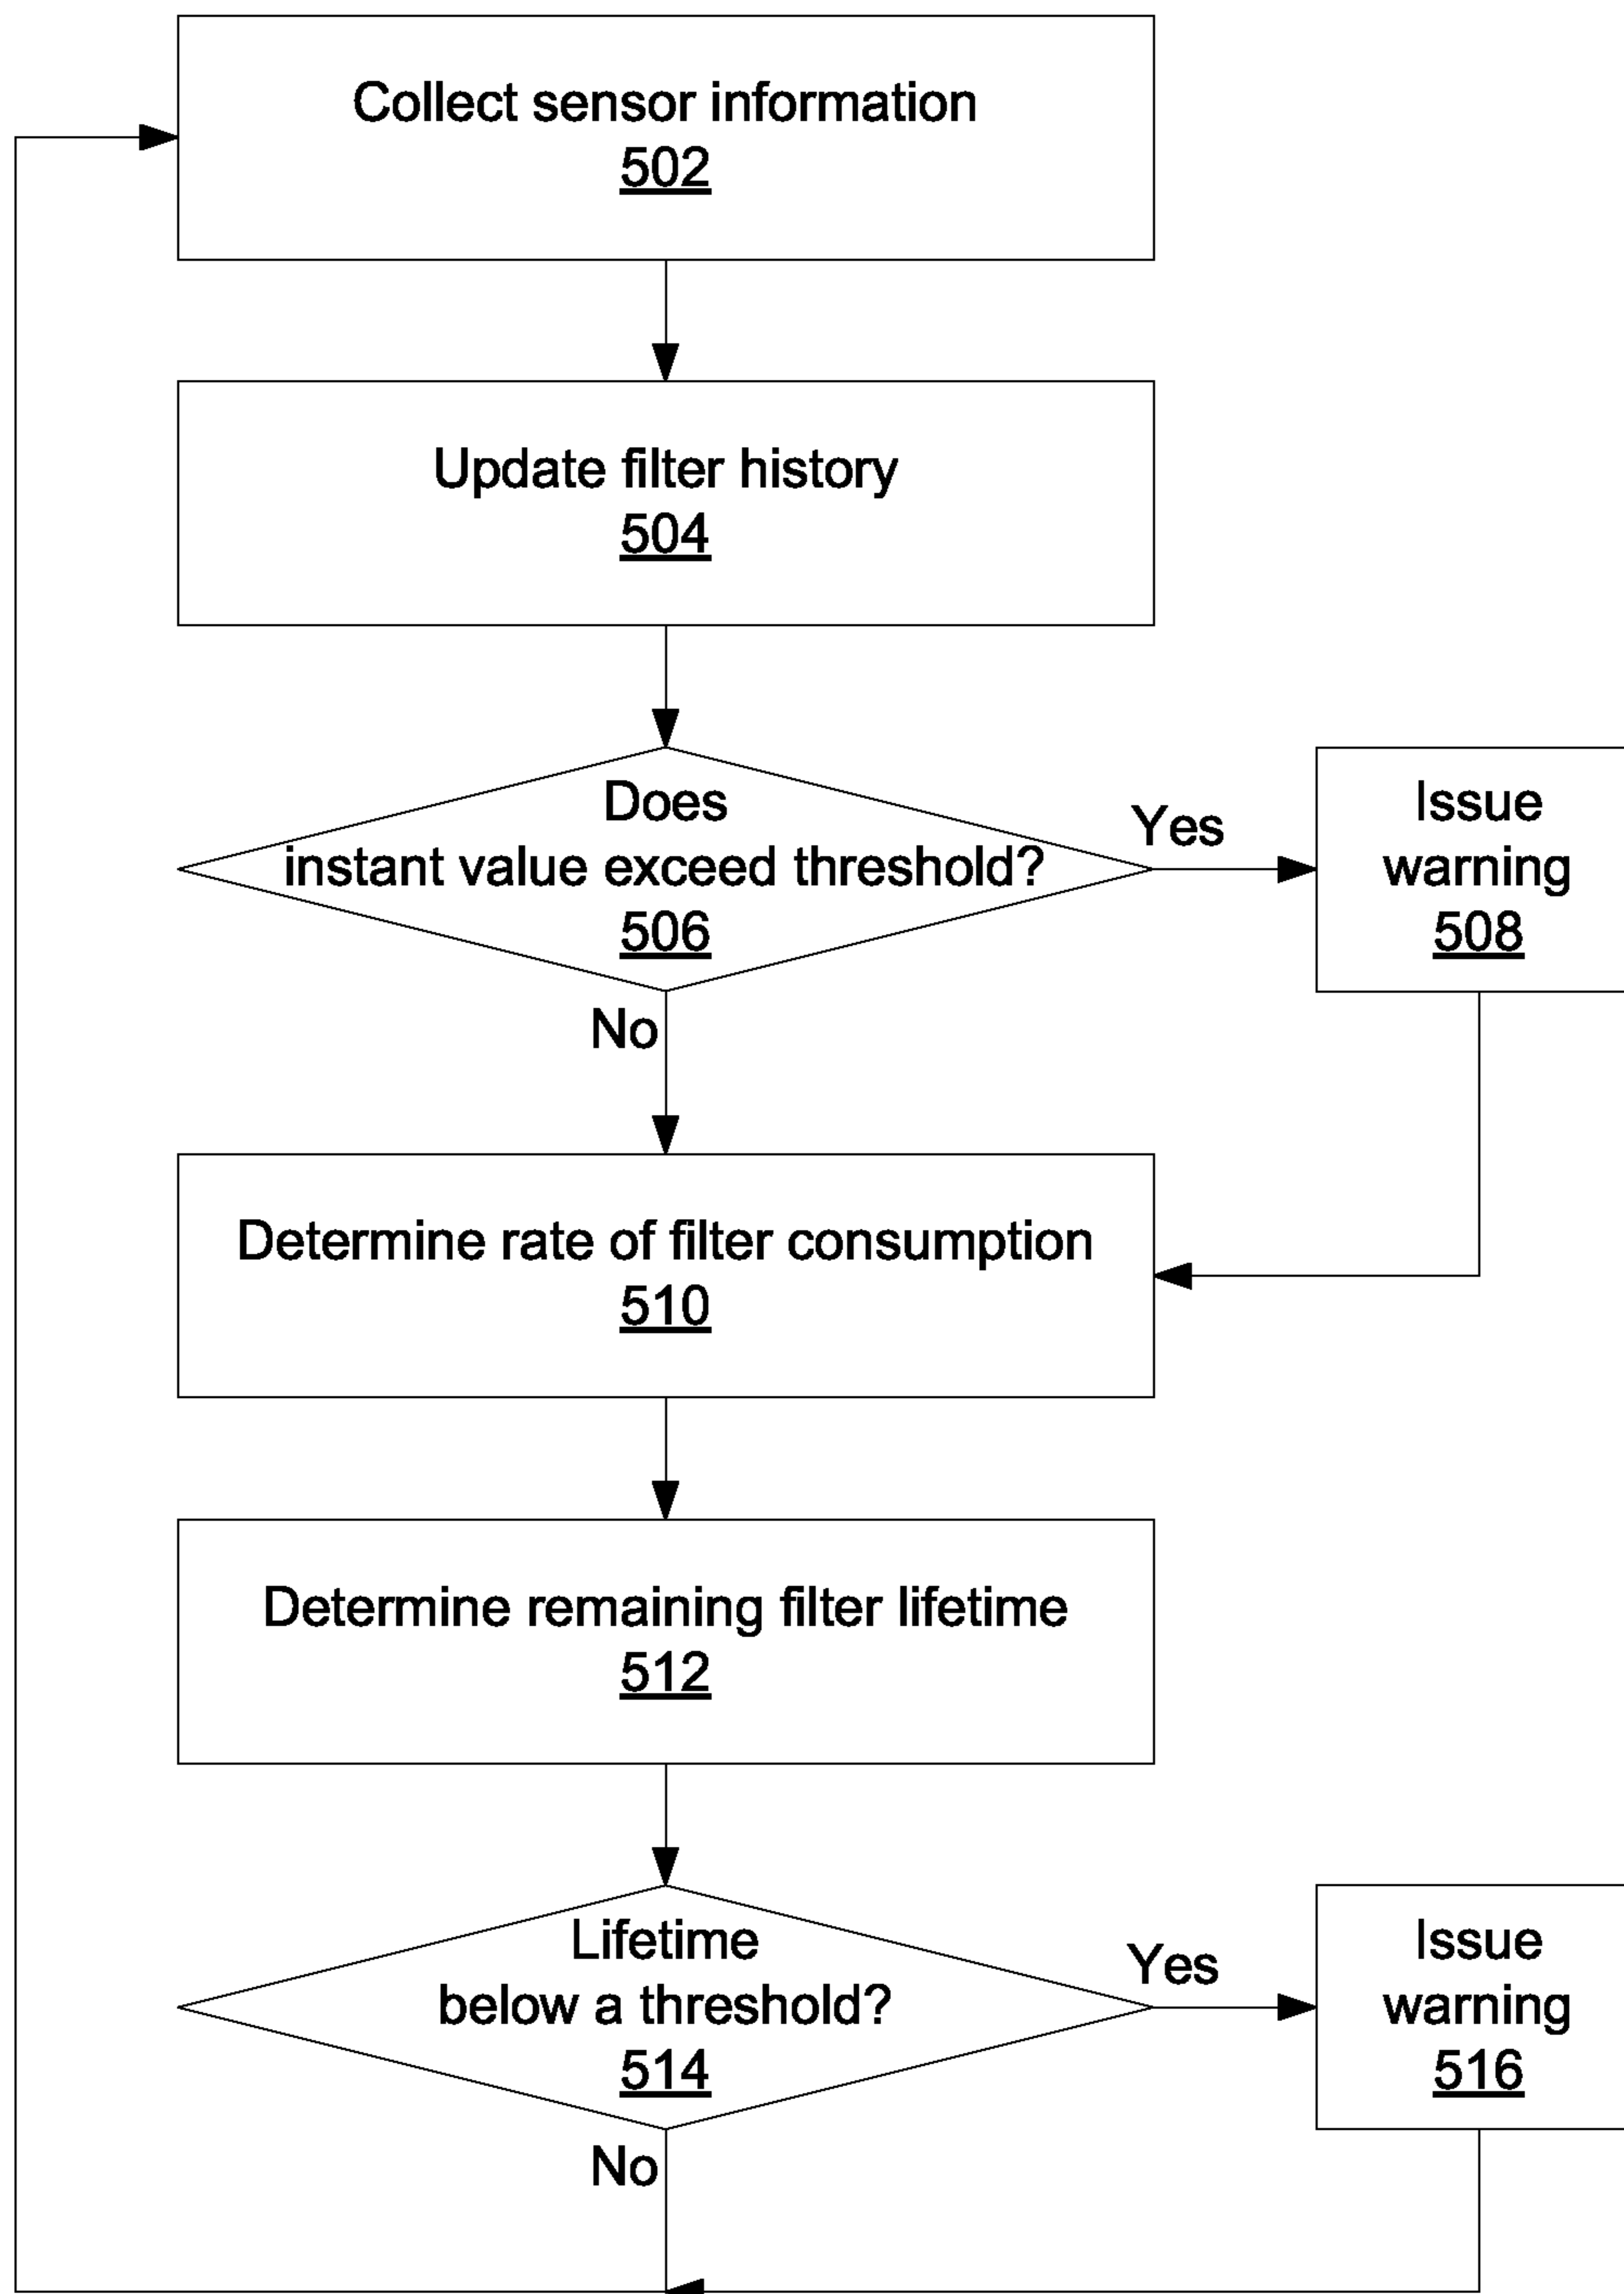 Collect sensor information
502
Update filter history
504
Does
instant value exceed threshold?
506
Yes
Issue
warning
508
No
Determine rate of filter consumption
510
Determine remaining filter lifetime
512
Lifetime
below a threshold?
514
Yes
Issue
warning
516
No